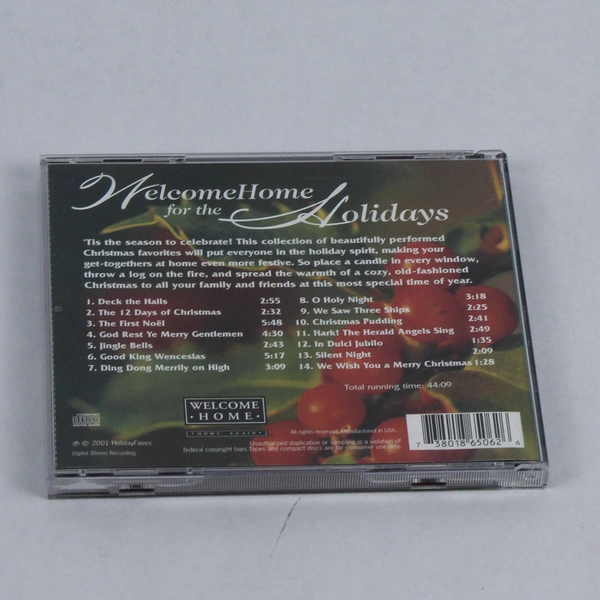 WelcomeHome
for the Holidays
'Tis the season to celebrate! This collection of beautifully performed
Christmas favorites will put everyone in the holiday spirit, making your
get-togethers at home even more festive. So place a candle in every window,
throw a log on the fire, and spread the warmth of a cozy, old-fashioned
Christmas to all your family and friends at this most special time of year.
1. Deck the Halls 2:55
2. The 12 Days of Christmas 2:32
3. The First Noël 5:48
4. God Rest Ye Merry Gentlemen 4:30
5. Jingle Bells 2:43
6. Good King Wenceslas 5:17
7. Ding Dong Merrily on High 3:09
8. O Holy Night 3:18
9. We Saw Three Ships 2:25
10. Christmas Pudding 2:41
11. Hark! The Herald Angels Sing 2:49
12. In Dulci Jubilo 1:35
13. Silent Night 2:09
14. We Wish You a Merry Christmas 1:28
Total running time: 44:09
WELCOME
·HOME·
·HOME AGAIN·
℗ © 2001 HolidayFaves
Digital Stereo Recording
All rights reserved. Manufactured in USA.
Unauthorized duplication or sampling is a violation of
federal copyright laws. Tapes and compact discs are for consumer use only.
7 38018 65062 6